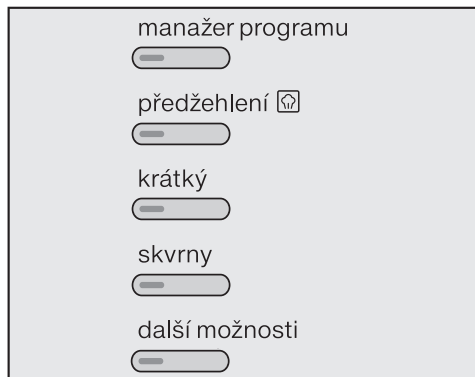 manažer programu
předžehlení
krátký
skvrny
další možnosti